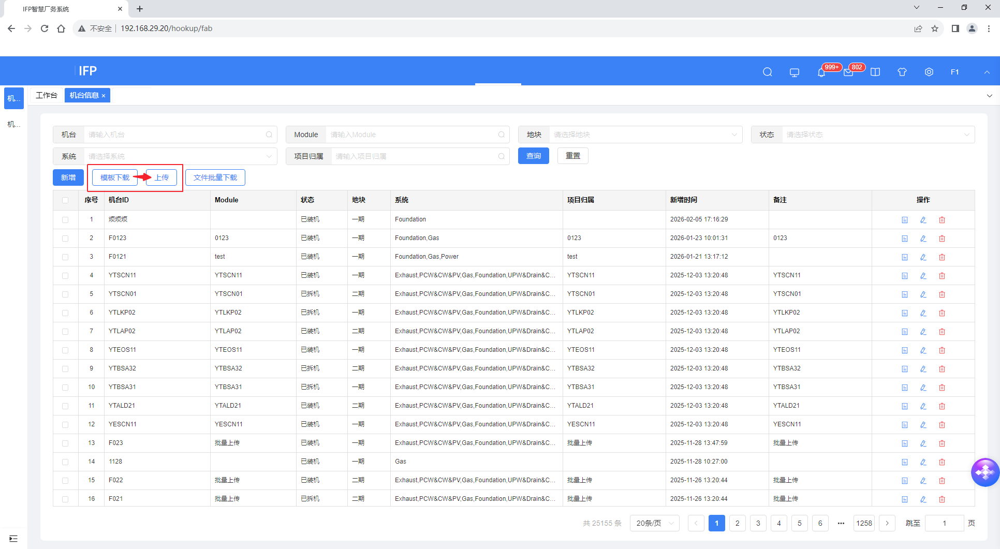 IFP智慧厂务系统
不安全 192.168.29.20/hookup/fab
IFP 999+ 802 F1
机... 工作台 机台信息
机...
机台 请输入机台 Module 请输入Module 地块 请选择地块 状态 请选择状态
系统 请选择系统 项目归属 请输入项目归属 查询 重置
新增 模板下载 上传 文件批量下载
序号 机台ID Module 状态 地块 系统 项目归属 新增时间 备注 操作
1 烦烦烦 已装机 一期 Foundation 2026-02-05 17:16:29
2 F0123 0123 已装机 一期 Foundation,Gas 0123 2026-01-23 10:01:31 0123
3 F0121 test 已装机 一期 Foundation,Gas,Power test 2026-01-21 13:17:12
4 YTSCN11 YTSCN11 已装机 一期 Exhaust,PCW&CW&PV,Gas,Foundation,UPW&Drain&C... YTSCN11 2025-12-03 13:20:48 YTSCN11
5 YTSCN01 YTSCN01 已拆机 二期 Exhaust,PCW&CW&PV,Gas,Foundation,UPW&Drain&C... YTSCN01 2025-12-03 13:20:48 YTSCN01
6 YTLKP02 YTLKP02 已拆机 一期 Exhaust,PCW&CW&PV,Gas,Foundation,UPW&Drain&C... YTLKP02 2025-12-03 13:20:48 YTLKP02
7 YTLAP02 YTLAP02 已装机 二期 Exhaust,PCW&CW&PV,Gas,Foundation,UPW&Drain&C... YTLAP02 2025-12-03 13:20:48 YTLAP02
8 YTEOS11 YTEOS11 已装机 一期 Exhaust,PCW&CW&PV,Gas,Foundation,UPW&Drain&C... YTEOS11 2025-12-03 13:20:48 YTEOS11
9 YTBSA32 YTBSA32 已拆机 二期 Exhaust,PCW&CW&PV,Gas,Foundation,UPW&Drain&C... YTBSA32 2025-12-03 13:20:48 YTBSA32
10 YTBSA31 YTBSA31 已拆机 一期 Exhaust,PCW&CW&PV,Gas,Foundation,UPW&Drain&C... YTBSA31 2025-12-03 13:20:48 YTBSA31
11 YTALD21 YTALD21 已装机 二期 Exhaust,PCW&CW&PV,Gas,Foundation,UPW&Drain&C... YTALD21 2025-12-03 13:20:48 YTALD21
12 YESCN11 YESCN11 已装机 一期 Exhaust,PCW&CW&PV,Gas,Foundation,UPW&Drain&C... YESCN11 2025-12-03 13:20:48 YESCN11
13 F023 批量上传 已装机 一期 Exhaust,PCW&CW&PV,Gas,Foundation,UPW&Drain&C... 批量上传 2025-11-28 13:47:59 批量上传
14 1128 已装机 一期 Gas 2025-11-28 10:27:00
15 F022 批量上传 已装机 二期 Exhaust,PCW&CW&PV,Gas,Foundation,UPW&Drain&C... 批量上传 2025-11-26 13:20:44 批量上传
16 F021 批量上传 已拆机 二期 Exhaust,PCW&CW&PV,Gas,Foundation,UPW&Drain&C... 批量上传 2025-11-26 13:20:44 批量上传
共 25155 条 20条/页 1 2 3 4 5 6 ••• 1258 跳至 1 页